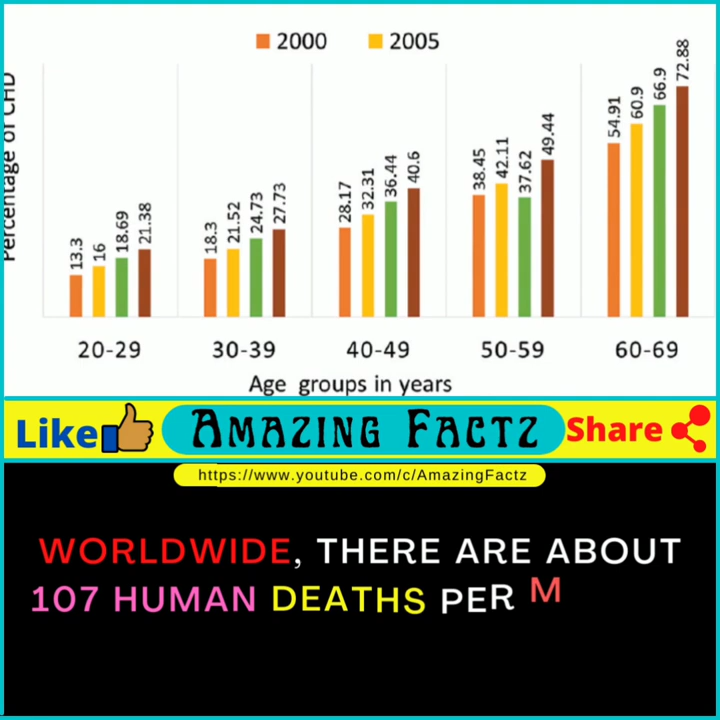 2000 2005
Percentage of CHD
13.3 16 18.69 21.38 18.3 21.52 24.73 27.73 28.17 32.31 36.44 40.6 38.45 42.11 37.62 49.44 54.91 60.9 66.9 72.88
20-29 30-39 40-49 50-59 60-69
Age groups in years
Like AMAZING FACTZ Share
https://www.youtube.com/c/AmazingFactz
WORLDWIDE, THERE ARE ABOUT
107 HUMAN DEATHS PER M